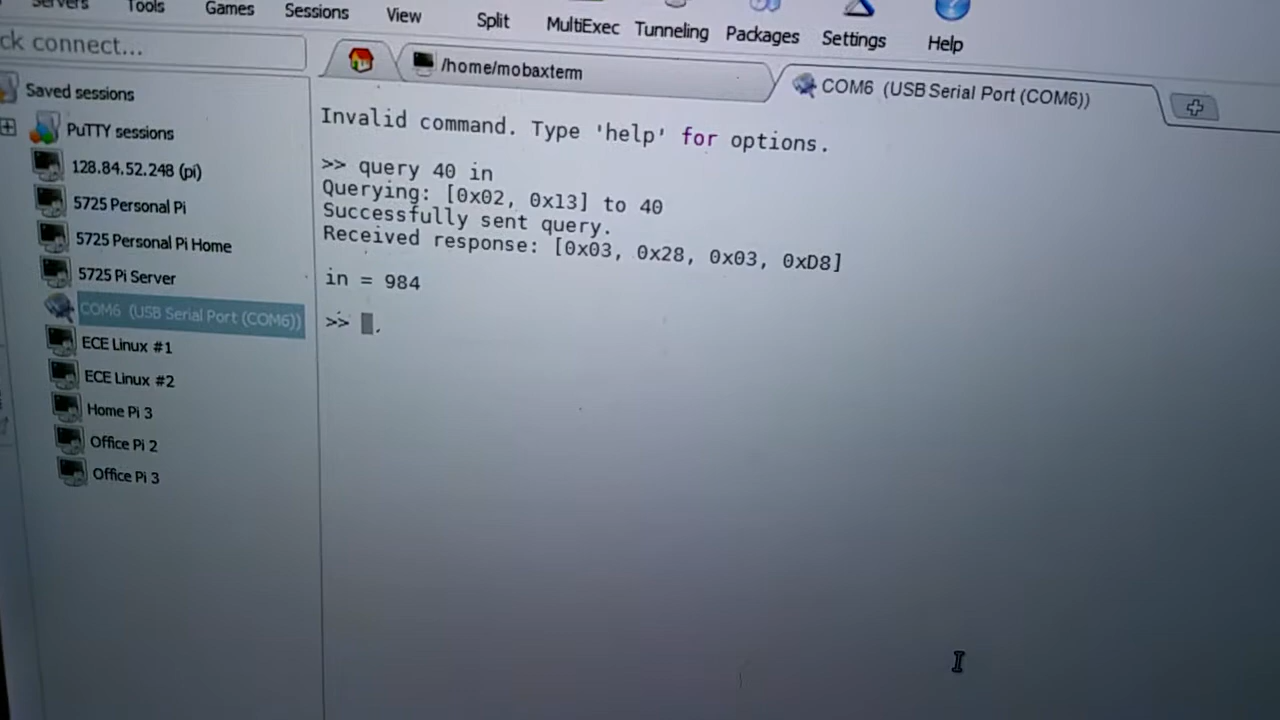 Servers Tools Games Sessions View Split MultiExec Tunneling Packages Settings Help
ck connect...
/home/mobaxterm
COM6 (USB Serial Port (COM6))
Saved sessions
PuTTY sessions
128.84.52.248 (pi)
5725 Personal Pi
5725 Personal Pi Home
5725 Pi Server
COM6 (USB Serial Port (COM6))
ECE Linux #1
ECE Linux #2
Home Pi 3
Office Pi 2
Office Pi 3
Invalid command. Type 'help' for options.
>> query 40 in
Querying: [0x02, 0x13] to 40
Successfully sent query.
Received response: [0x03, 0x28, 0x03, 0xD8]
in = 984
>>